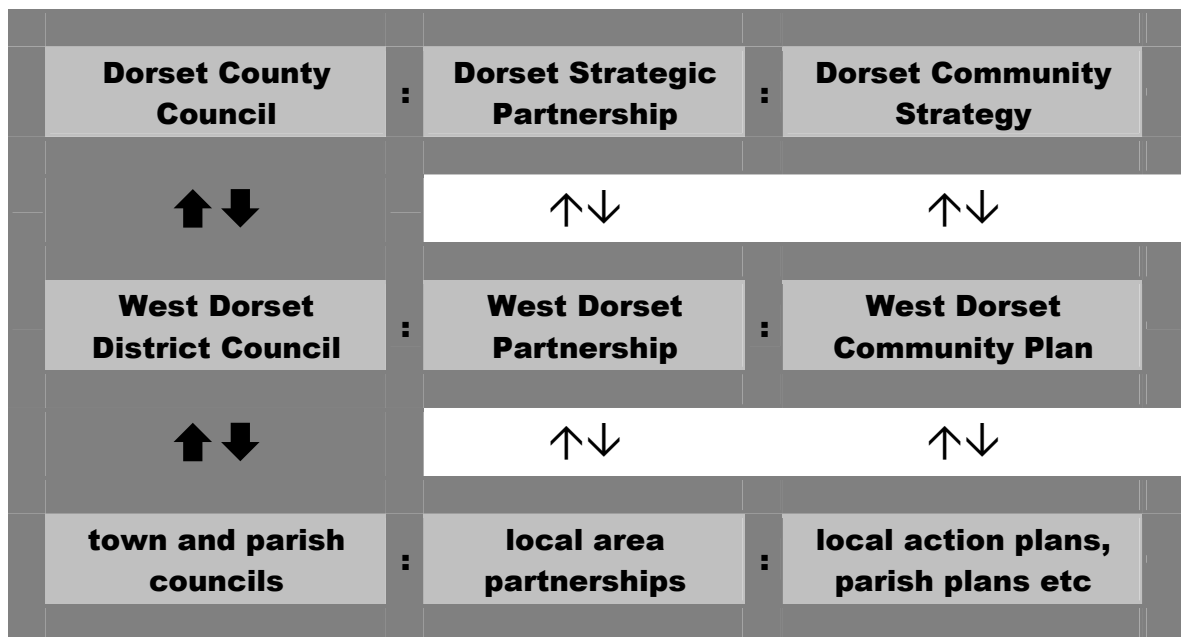 Dorset County
Council
:
Dorset Strategic
Partnership
:
Dorset Community
Strategy
↑↓
↑↓
↑↓
West Dorset
District Council
:
West Dorset
Partnership
:
West Dorset
Community Plan
↑↓
↑↓
↑↓
town and parish
councils
:
local area
partnerships
:
local action plans,
parish plans etc